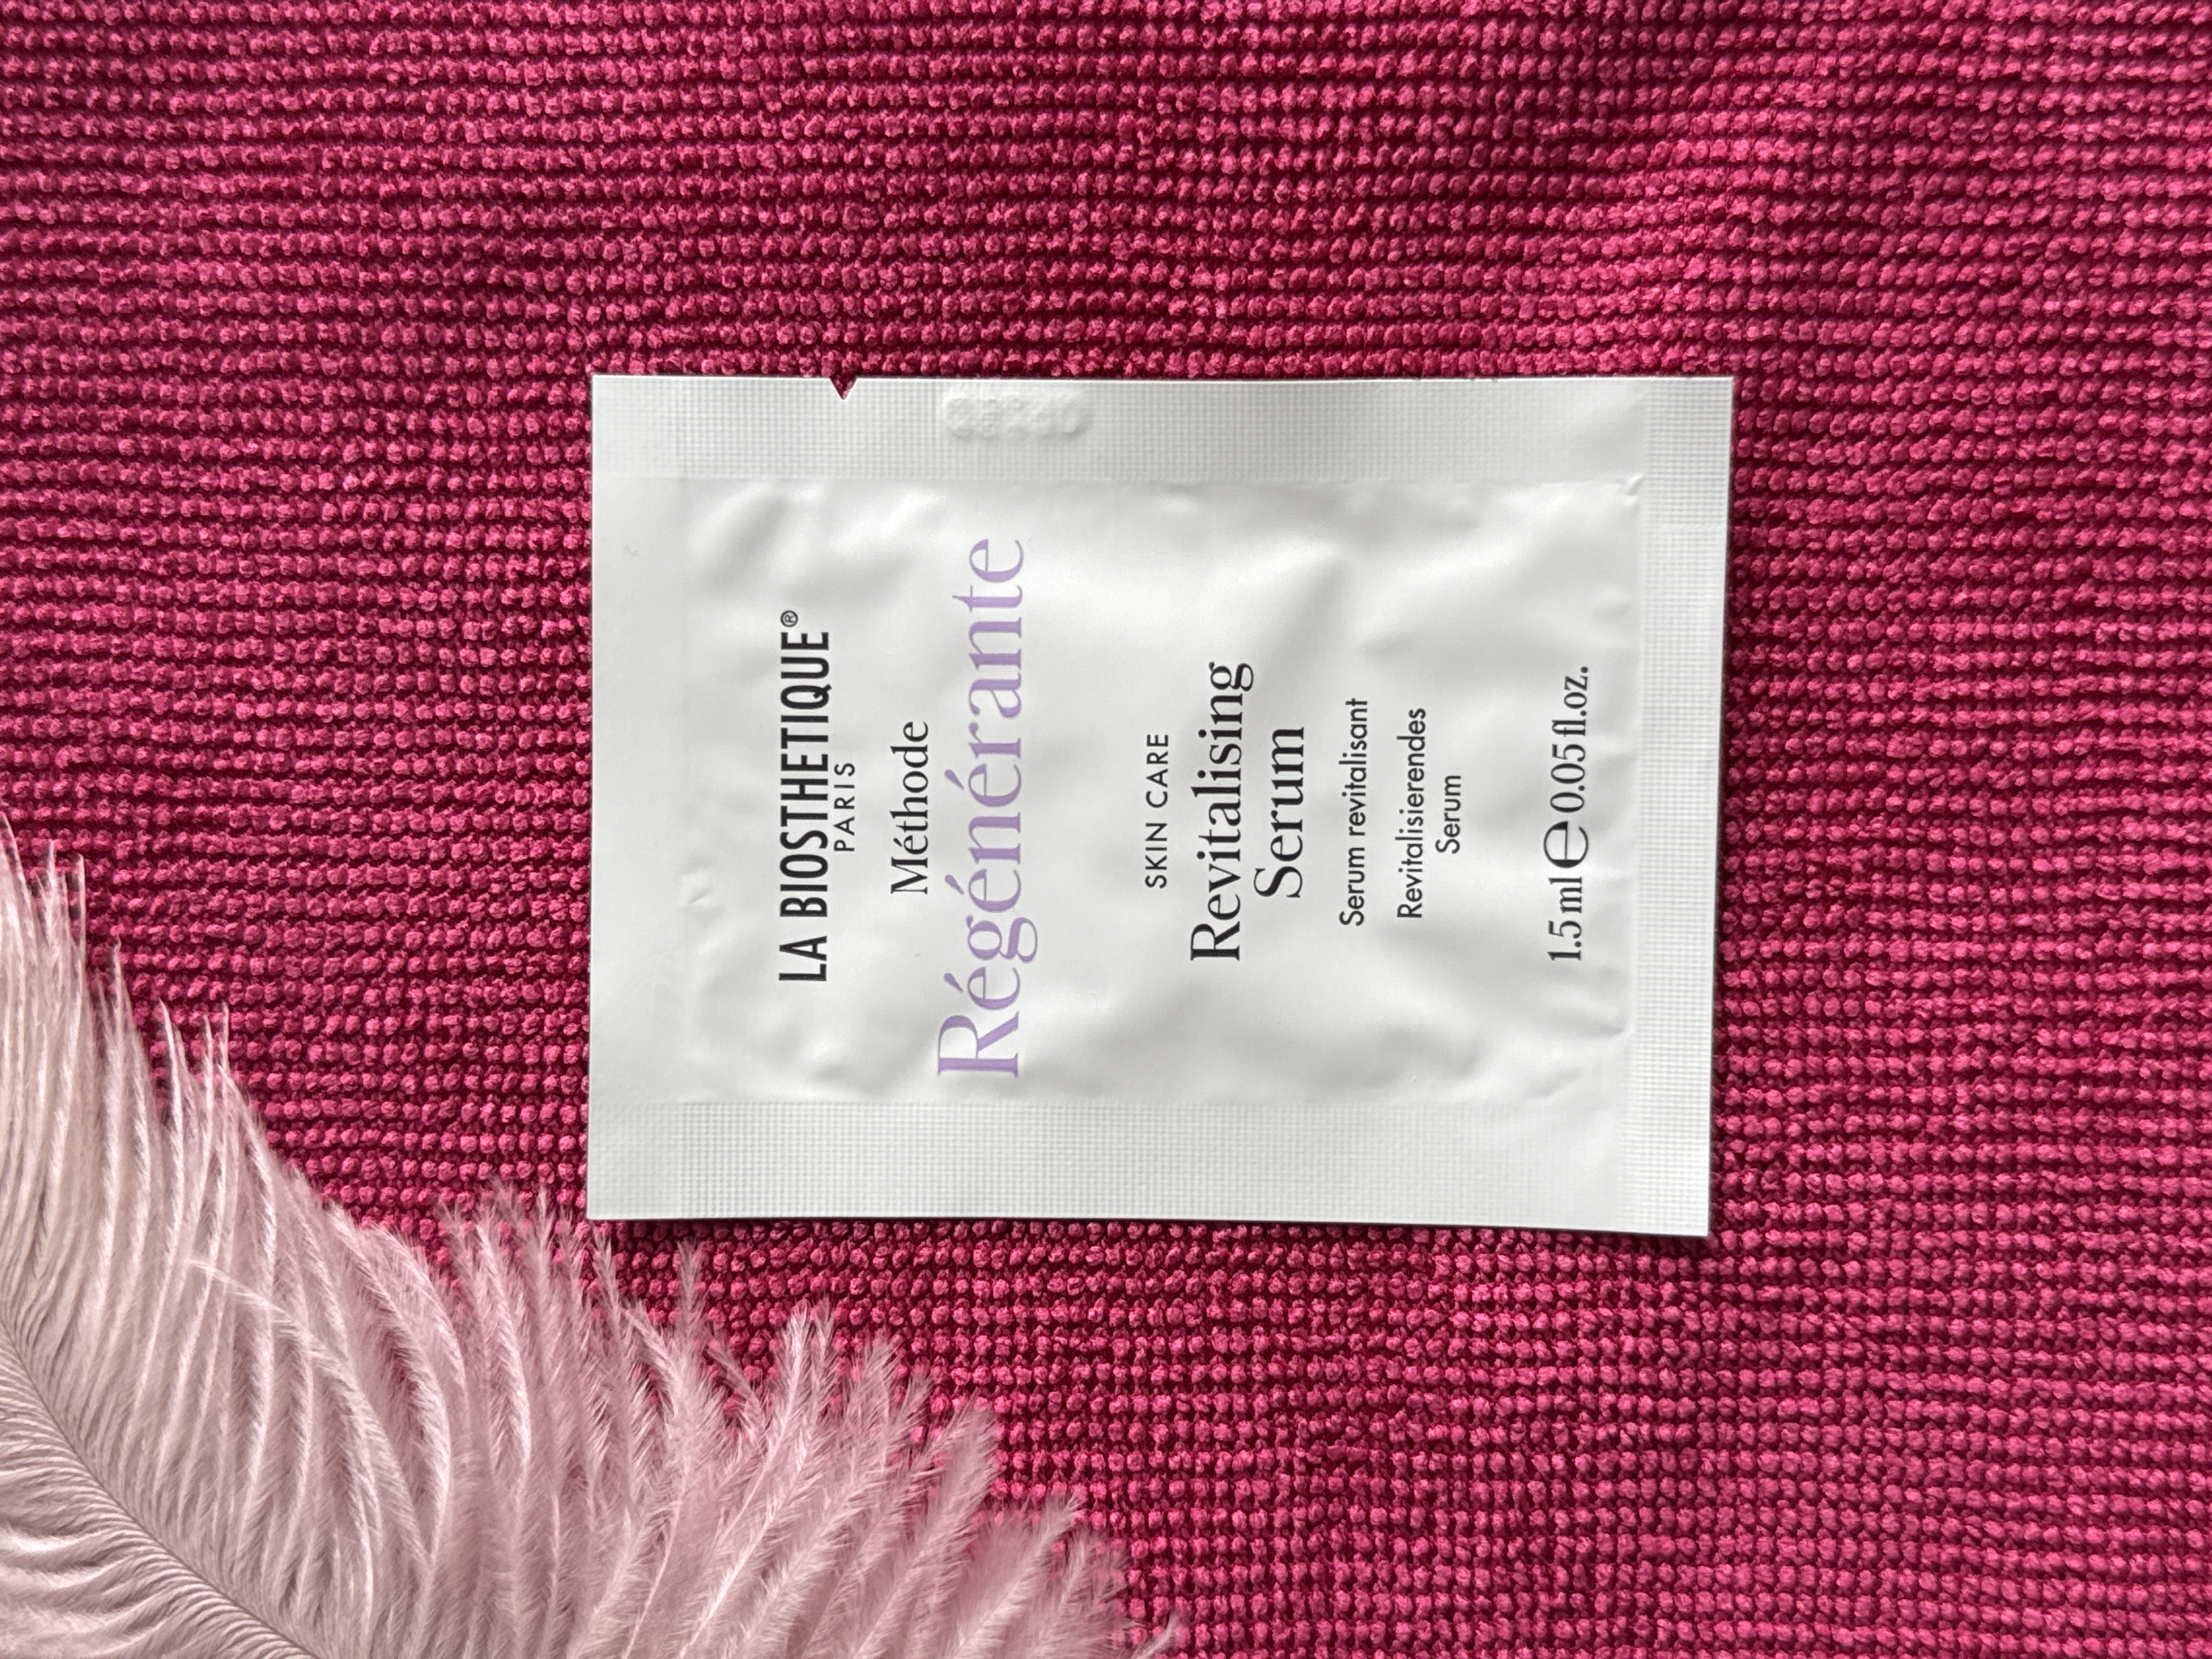 LA BIOSTHETIQUE®
PARIS
Méthode
Régénérante
SKIN CARE
Revitalising
Serum
Serum revitalisant
Revitalisierendes
Serum
1.5 ml ℮ 0.05 fl.oz.